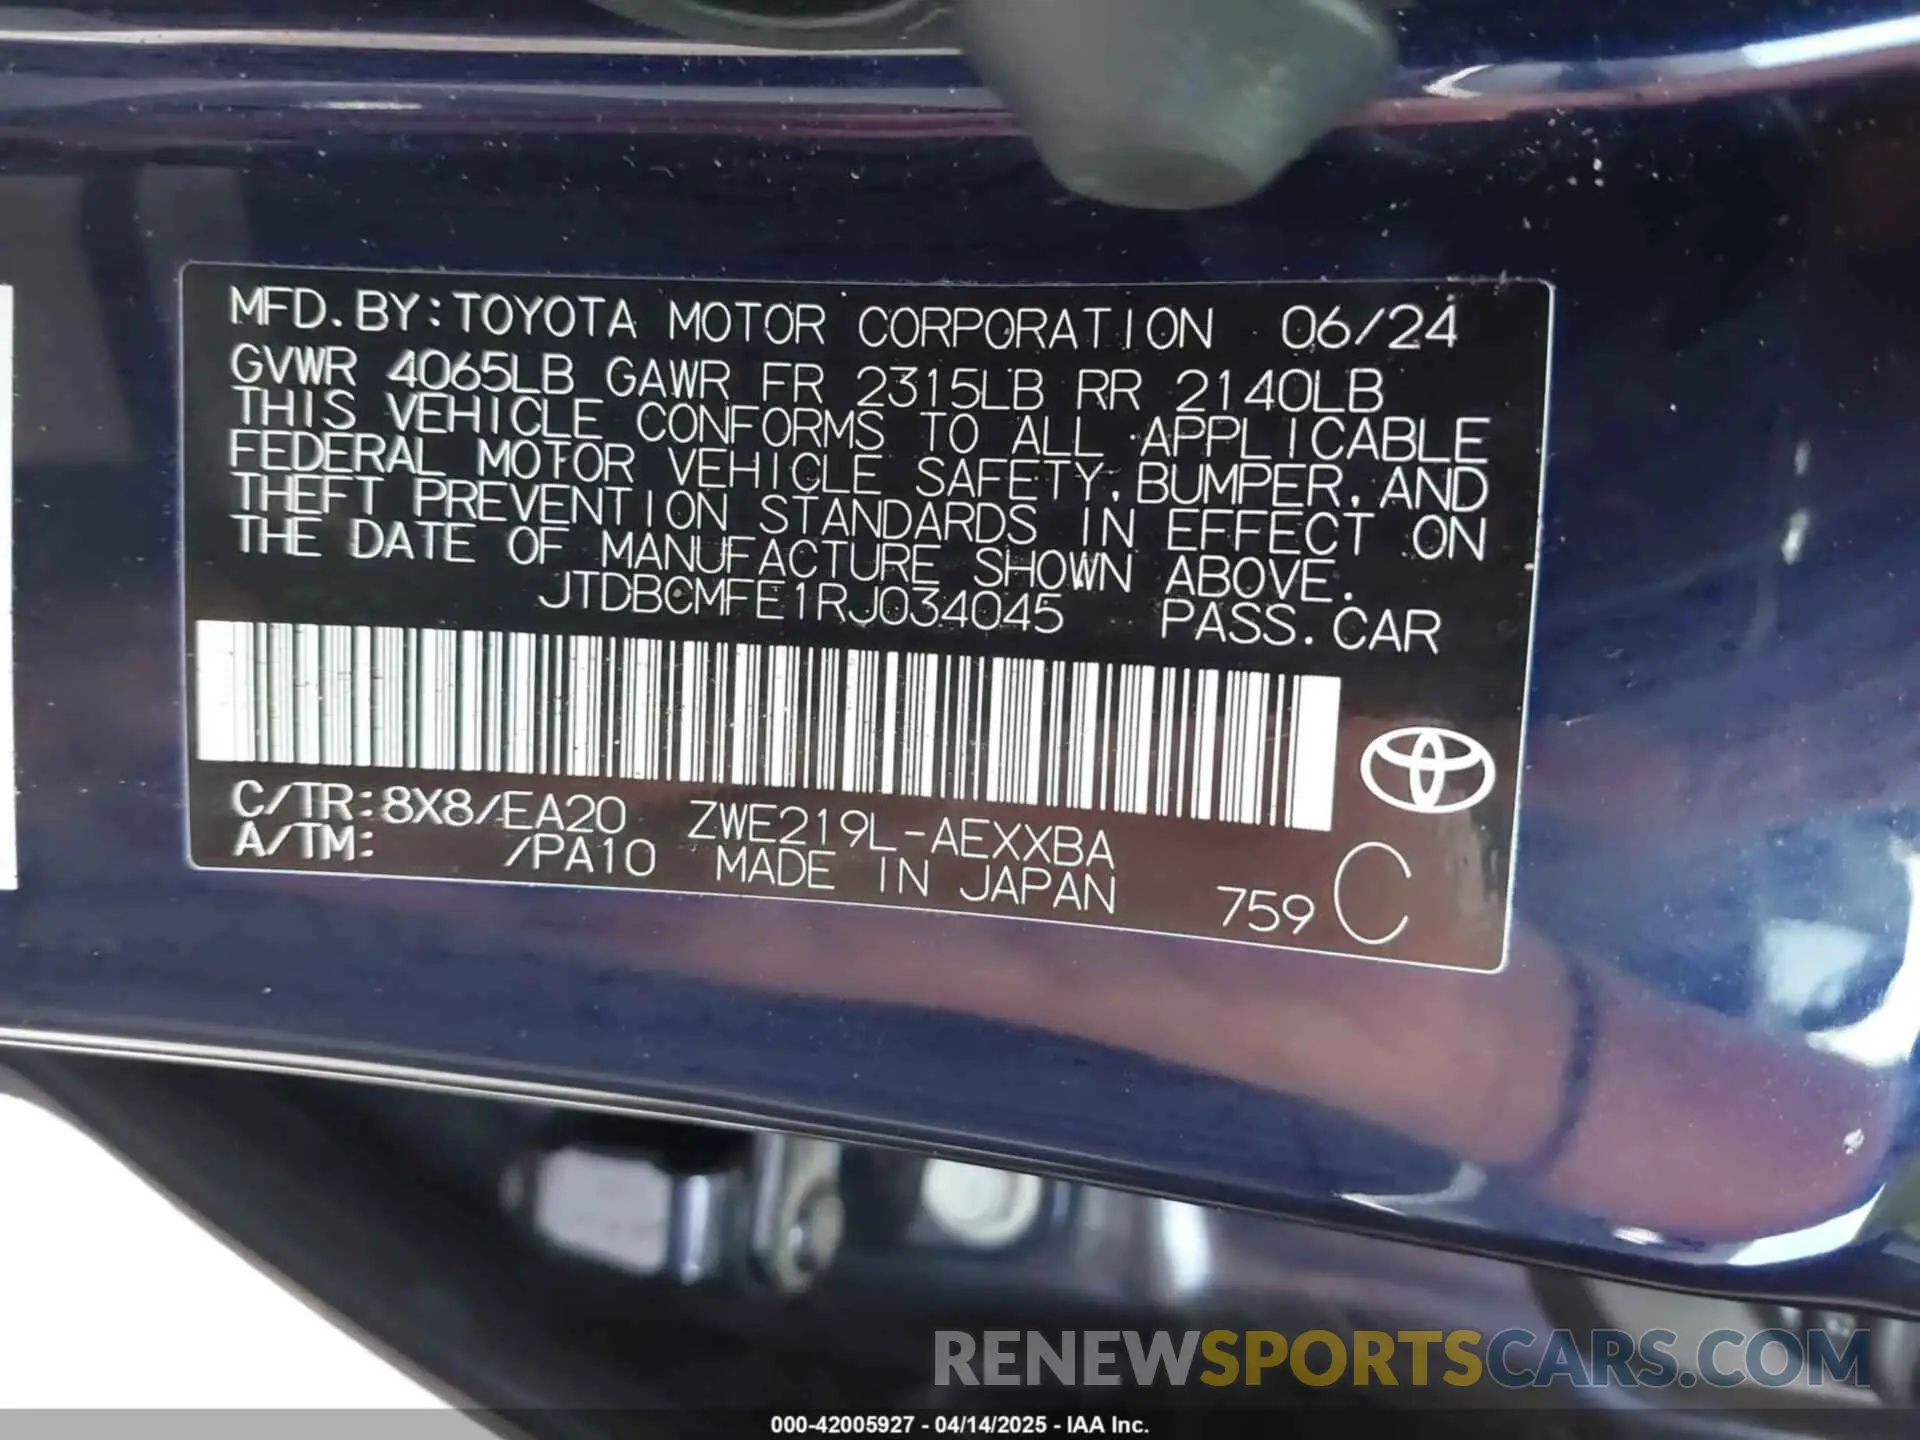 MFD. BY: TOYOTA MOTOR CORPORATION 06/24
GVWR 4065LB GAWR FR 2315LB RR 2140LB
THIS VEHICLE CONFORMS TO ALL APPLICABLE
FEDERAL MOTOR VEHICLE SAFETY, BUMPER, AND
THEFT PREVENTION STANDARDS IN EFFECT ON
THE DATE OF MANUFACTURE SHOWN ABOVE.
JTDBCMFE1RJ034045 PASS. CAR
C/TR: 8X8/EA20 ZWE219L-AEXXBA
A/TM: /PA10 MADE IN JAPAN 759 C
RENEWSPORTSCARS.COM
000-42005927 - 04/14/2025 - IAA Inc.